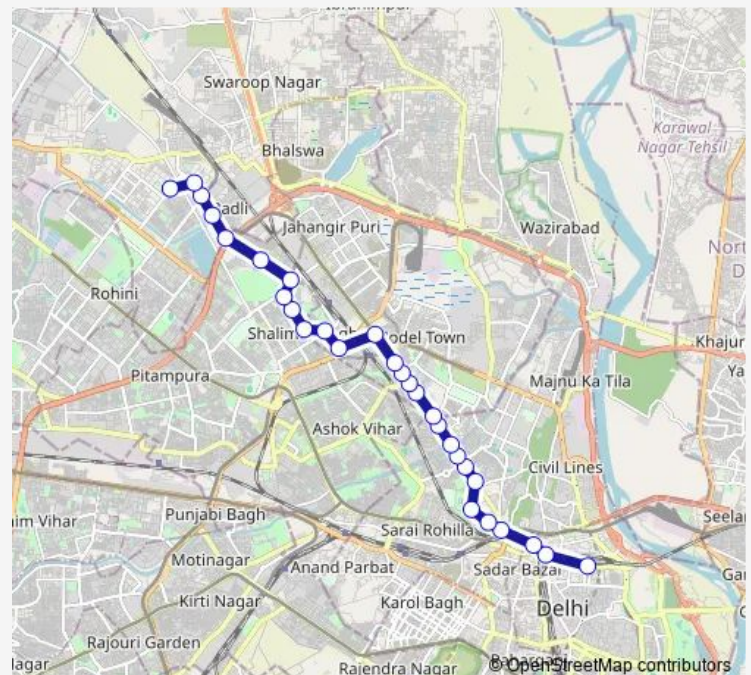 Swaroop Nagar
Karawal
Nagar Tehsil
Bhalswa
Jahangir Puri
Wazirabad
Rohini
Model Town
Pitampura
Majnu Ka Tila
Ashok Vihar
Civil Lines
Punjabi Bagh
Sarai Rohilla
Motinagar
Anand Parbat
Sadar Bazar
Kirti Nagar
Karol Bagh
Delhi
Rajouri Garden
Rajendra Nagar
© OpenStreetMap contributors